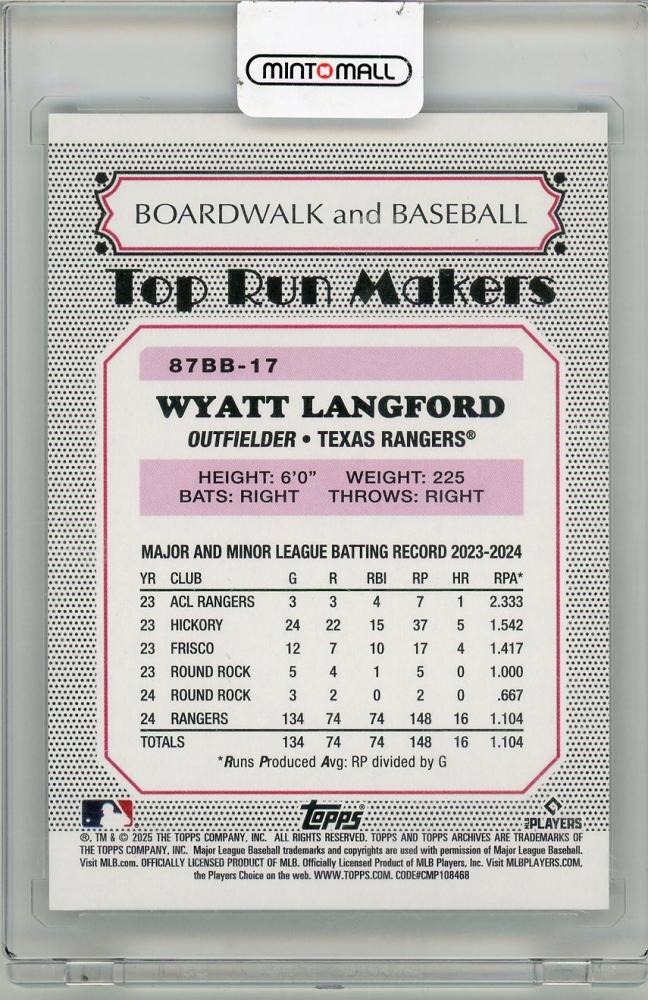 MINT MALL
BOARDWALK and BASEBALL
Top Run Makers
87BB-17
WYATT LANGFORD
OUTFIELDER • TEXAS RANGERS®
HEIGHT: 6'0" WEIGHT: 225
BATS: RIGHT THROWS: RIGHT
MAJOR AND MINOR LEAGUE BATTING RECORD 2023-2024
YR CLUB G R RBI RP HR RPA*
23 ACL RANGERS 3 3 4 7 1 2.333
23 HICKORY 24 22 15 37 5 1.542
23 FRISCO 12 7 10 17 4 1.417
23 ROUND ROCK 5 4 1 5 0 1.000
24 ROUND ROCK 3 2 0 2 0 .667
24 RANGERS 134 74 74 148 16 1.104
TOTALS 134 74 74 148 16 1.104
*Runs Produced Avg: RP divided by G
Topps
PLAYERS
®, TM & © 2025 THE TOPPS COMPANY, INC. ALL RIGHTS RESERVED. TOPPS AND TOPPS ARCHIVES ARE TRADEMARKS OF
THE TOPPS COMPANY, INC. Major League Baseball trademarks and copyrights are used with permission of Major League Baseball.
Visit MLB.com. OFFICIALLY LICENSED PRODUCT OF MLB. Officially Licensed Product of MLB Players, Inc. Visit MLBPLAYERS.COM,
the Players Choice on the web. WWW.TOPPS.COM. CODE#CMP108468